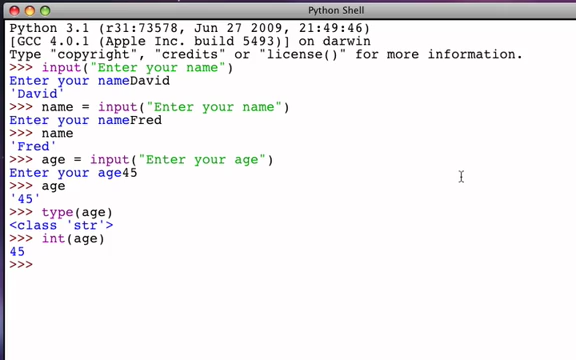 Python Shell
Python 3.1 (r31:73578, Jun 27 2009, 21:49:46)
[GCC 4.0.1 (Apple Inc. build 5493)] on darwin
Type "copyright", "credits" or "license()" for more information.
>>> input("Enter your name")
Enter your nameDavid
'David'
>>> name = input("Enter your name")
Enter your nameFred
>>> name
'Fred'
>>> age = input("Enter your age")
Enter your age45
>>> age
'45'
>>> type(age)
<class 'str'>
>>> int(age)
45
>>>